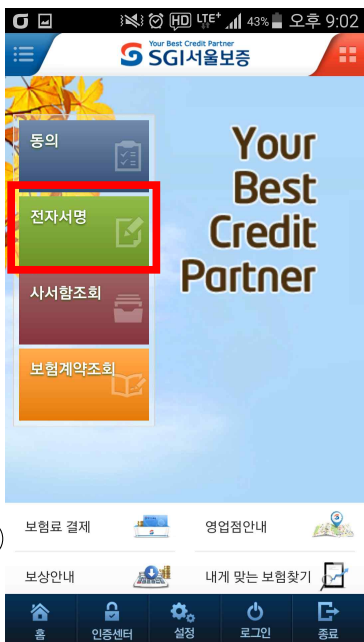 HD LTE+ 43% 오후 9:02
Your Best Credit Partner
SGI서울보증
동의
전자서명
사서함조회
보험계약조회
Your
Best
Credit
Partner
보험료 결제
영업점안내
보상안내
내게 맞는 보험찾기
홈
인증센터
설정
로그인
종료